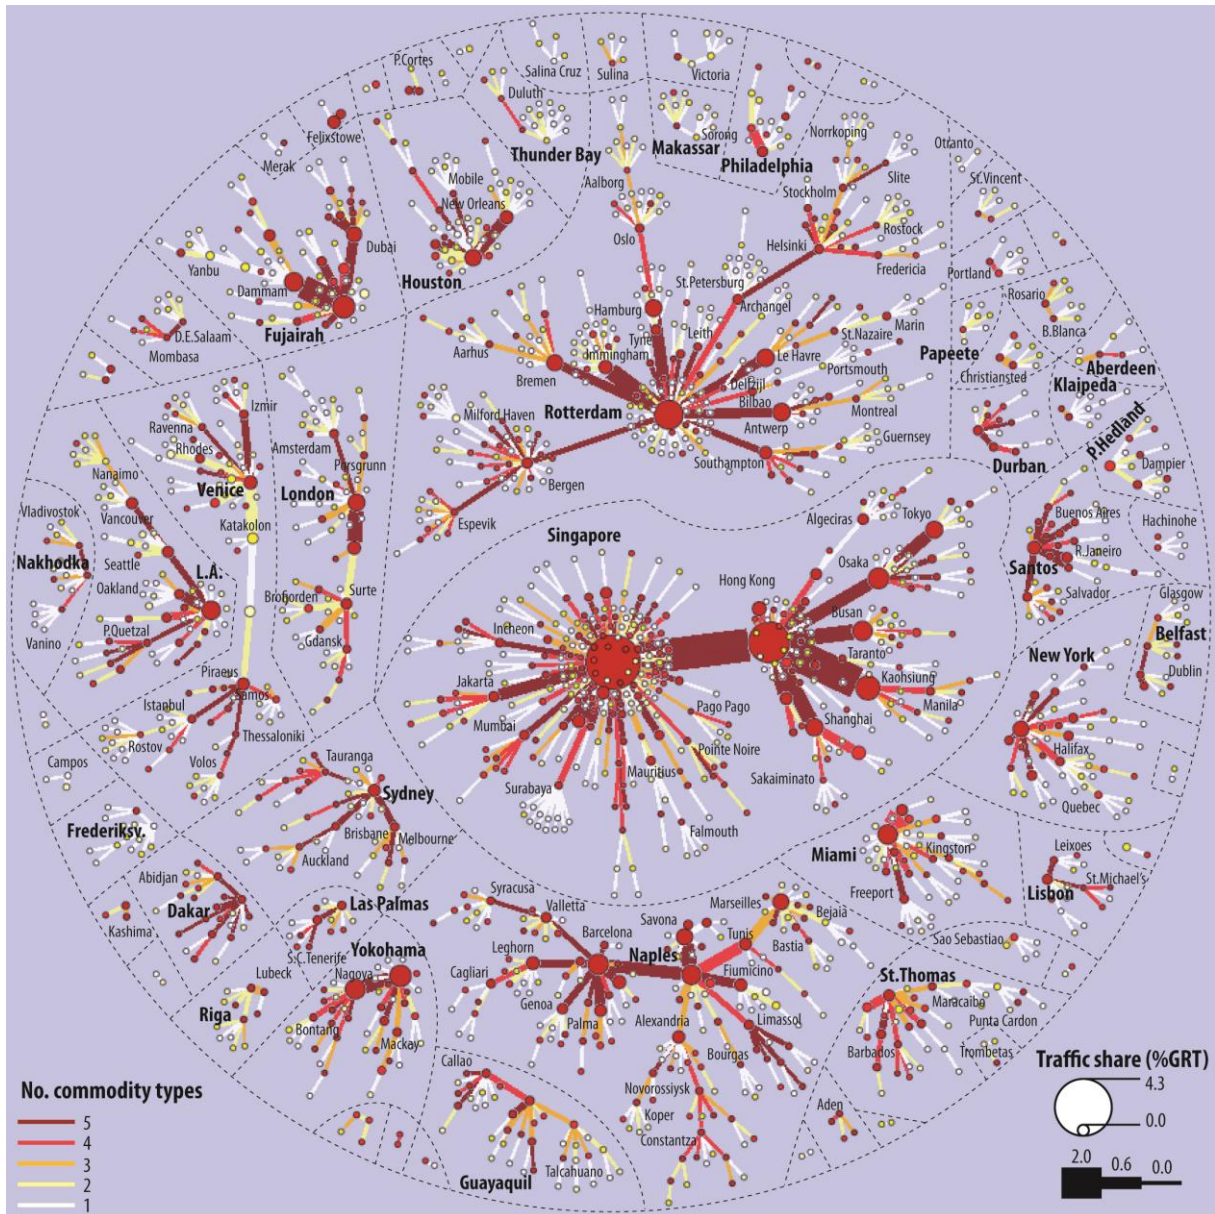 P.Cortes
Salina Cruz
Sulina
Victoria
Duluth
Felixstowe
Merak
Thunder Bay
Makassar
Sorong
Philadelphia
Norrkoping
Otranto
St.Vincent
Mobile
New Orleans
Aalborg
Stockholm
Slite
Yanbu
Dubai
Oslo
Helsinki
Rostock
Fredericia
Dammam
Houston
St.Petersburg
Portland
Fujairah
Hamburg
Archangel
Rosario
D.E.Salaam
Mombasa
Tyne
Leith
St.Nazaire
Marin
B.Blanca
Aarhus
Immingham
Le Havre
Papeete
Aberdeen
Bremen
Portsmouth
Christiansted
Klaipeda
Delfzijl
Izmir
Rotterdam
Bilbao
Montreal
Ravenna
Milford Haven
Antwerp
Guernsey
P.Hedland
Rhodes
Amsterdam
Southampton
Durban
Dampier
Nanaimo
Porsgrunn
Venice
London
Bergen
Vancouver
Vladivostok
Katakolon
Espevik
Algeciras
Tokyo
Buenos Aires
Hachinohe
Singapore
Nakhodka
Seattle
L.A.
Hong Kong
Osaka
R.Janeiro
Santos
Oakland
Brofjorden
Surte
Salvador
Glasgow
Busan
Incheon
Belfast
Vanino
P.Quetzal
Gdansk
Taranto
New York
Piraeus
Kaohsiung
Dublin
Jakarta
Samos
Istanbul
Pago Pago
Manila
Mumbai
Shanghai
Rostov
Thessaloniki
Pointe Noire
Halifax
Campos
Volos
Tauranga
Mauritius
Sakaiminato
Surabaya
Sydney
Quebec
Frederiksv.
Brisbane
Melbourne
Falmouth
Auckland
Miami
Kingston
Leixoes
Abidjan
St.Michael's
Freeport
Lisbon
Syracusa
Marseilles
Las Palmas
Valletta
Dakar
Savona
Bejaia
Kashima
Barcelona
Tunis
Sao Sebastiao
Yokohama
Leghorn
Naples
Bastia
S.C.Tenerife
Lubeck
Nagoya
Cagliari
Fiumicino
St.Thomas
Maracaibo
Genoa
Palma
Riga
Bontang
Alexandria
Limassol
Punta Cardon
Mackay
Bourgas
Barbados
Trombetas
Callao
Novorossiysk
Koper
Aden
Constantza
Talcahuano
Guayaquil
No. commodity types
5
4
3
2
1
Traffic share (%GRT)
4.3
0.0
2.0 0.6 0.0